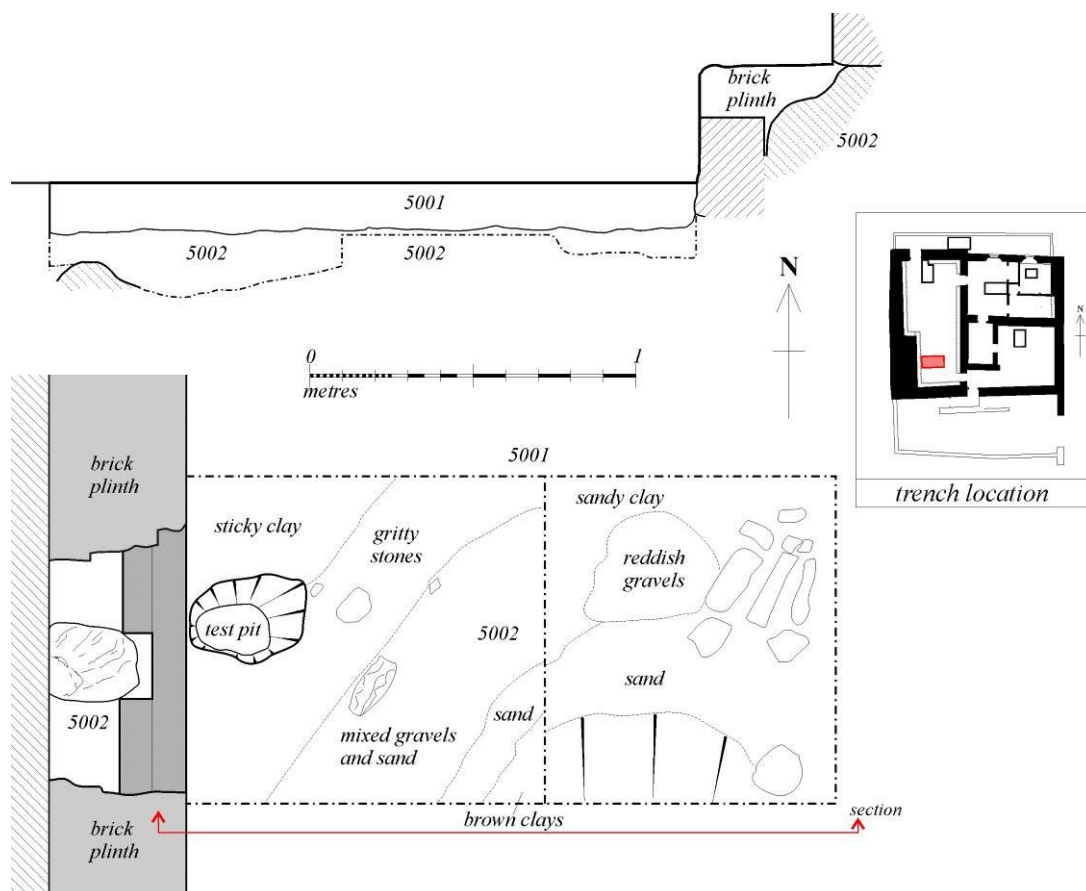 brick
plinth
5002
5001
5002
5002
N
0
1
metres
N
trench location
5001
brick
plinth
sticky clay
gritty
stones
sandy clay
reddish
gravels
test pit
5002
5002
sand
sand
mixed gravels
and sand
brown clays
section
brick
plinth